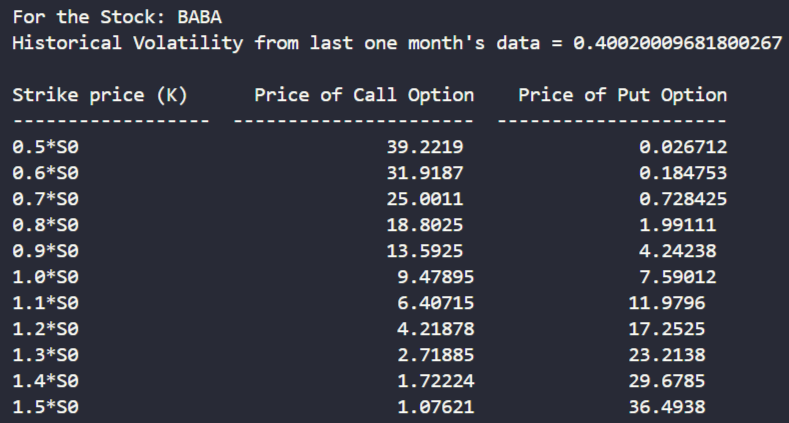 For the Stock: BABA
Historical Volatility from last one month's data = 0.40020009681800267
Strike price (K)      Price of Call Option    Price of Put Option
------------------  ----------------------  ---------------------
0.5*S0                            39.2219                0.026712
0.6*S0                            31.9187                0.184753
0.7*S0                            25.0011                0.728425
0.8*S0                            18.8025                1.99111
0.9*S0                            13.5925                4.24238
1.0*S0                             9.47895               7.59012
1.1*S0                             6.40715              11.9796
1.2*S0                             4.21878              17.2525
1.3*S0                             2.71885              23.2138
1.4*S0                             1.72224              29.6785
1.5*S0                             1.07621              36.4938